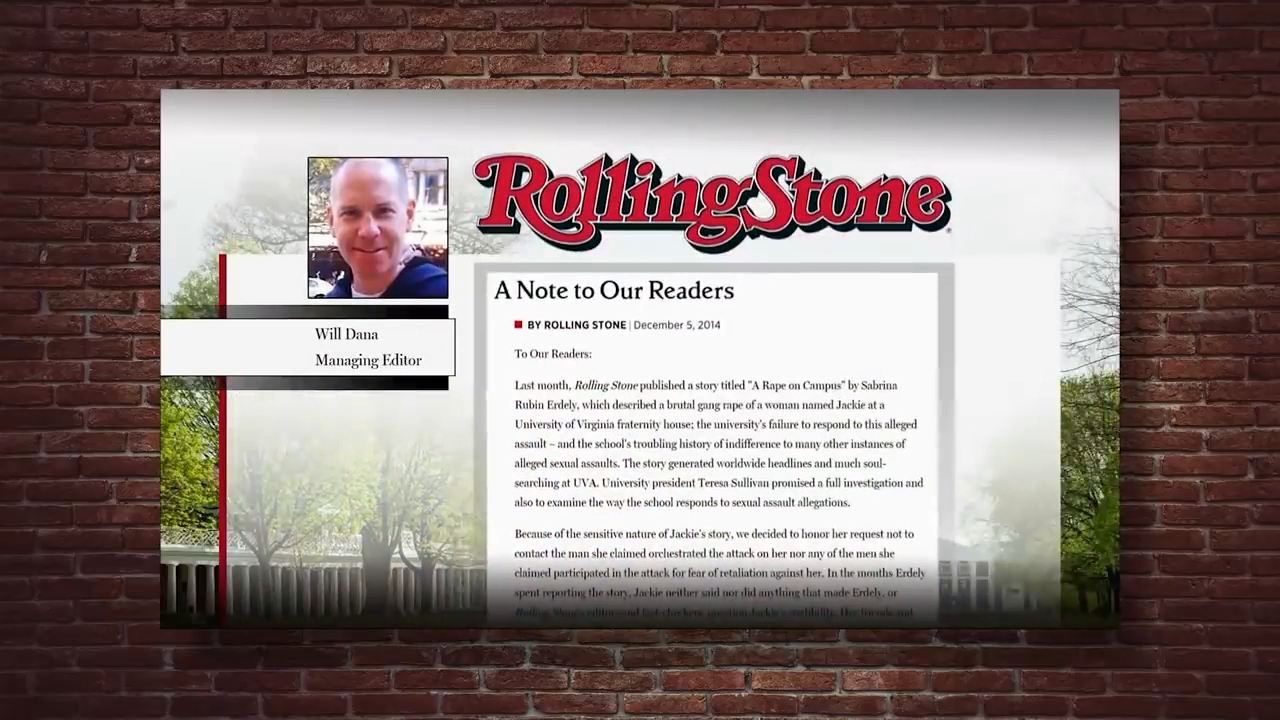 Rolling Stone
Will Dana
Managing Editor
A Note to Our Readers
BY ROLLING STONE | December 5, 2014
To Our Readers:
Last month, Rolling Stone published a story titled "A Rape on Campus" by Sabrina
Rubin Erdely, which described a brutal gang rape of a woman named Jackie at a
University of Virginia fraternity house; the university's failure to respond to this alleged
assault – and the school's troubling history of indifference to many other instances of
alleged sexual assaults. The story generated worldwide headlines and much soul-
searching at UVA. University president Teresa Sullivan promised a full investigation and
also to examine the way the school responds to sexual assault allegations.
Because of the sensitive nature of Jackie's story, we decided to honor her request not to
contact the man she claimed orchestrated the attack on her nor any of the men she
claimed participated in the attack for fear of retaliation against her. In the months Erdely
spent reporting the story, Jackie neither said nor did anything that made Erdely, or